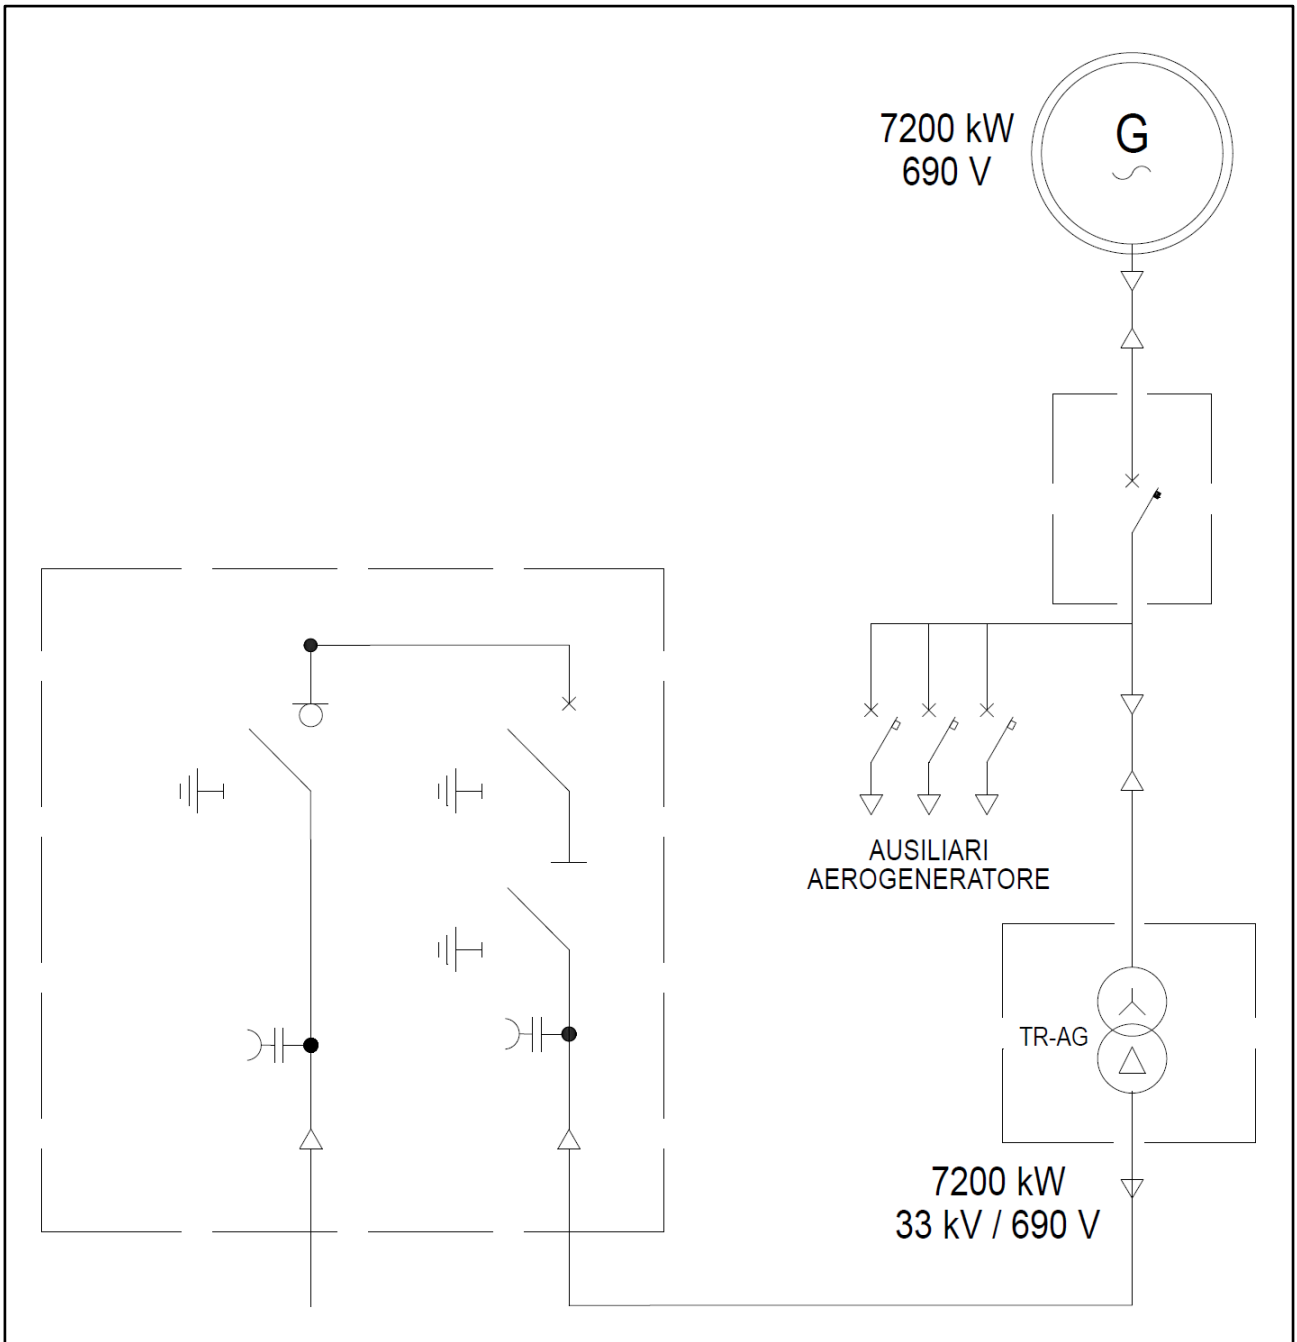 7200 kW
690 V
G
AUSILIARI
AEROGENERATORE
TR-AG
7200 kW
33 kV / 690 V